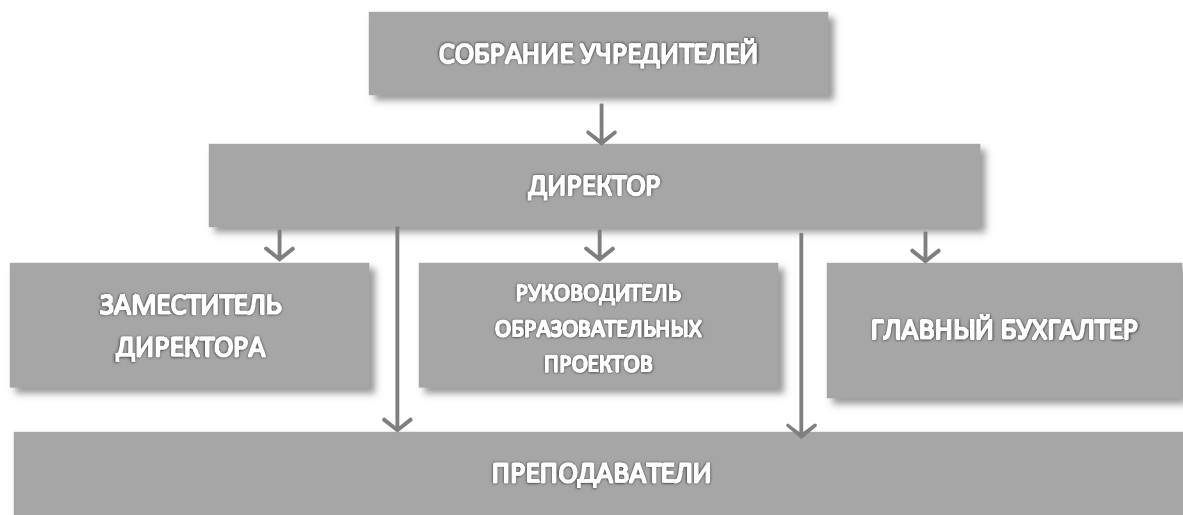 СОБРАНИЕ УЧРЕДИТЕЛЕЙ
ДИРЕКТОР
ЗАМЕСТИТЕЛЬ
ДИРЕКТОРА
РУКОВОДИТЕЛЬ
ОБРАЗОВАТЕЛЬНЫХ
ПРОЕКТОВ
ГЛАВНЫЙ БУХГАЛТЕР
ПРЕПОДАВАТЕЛИ